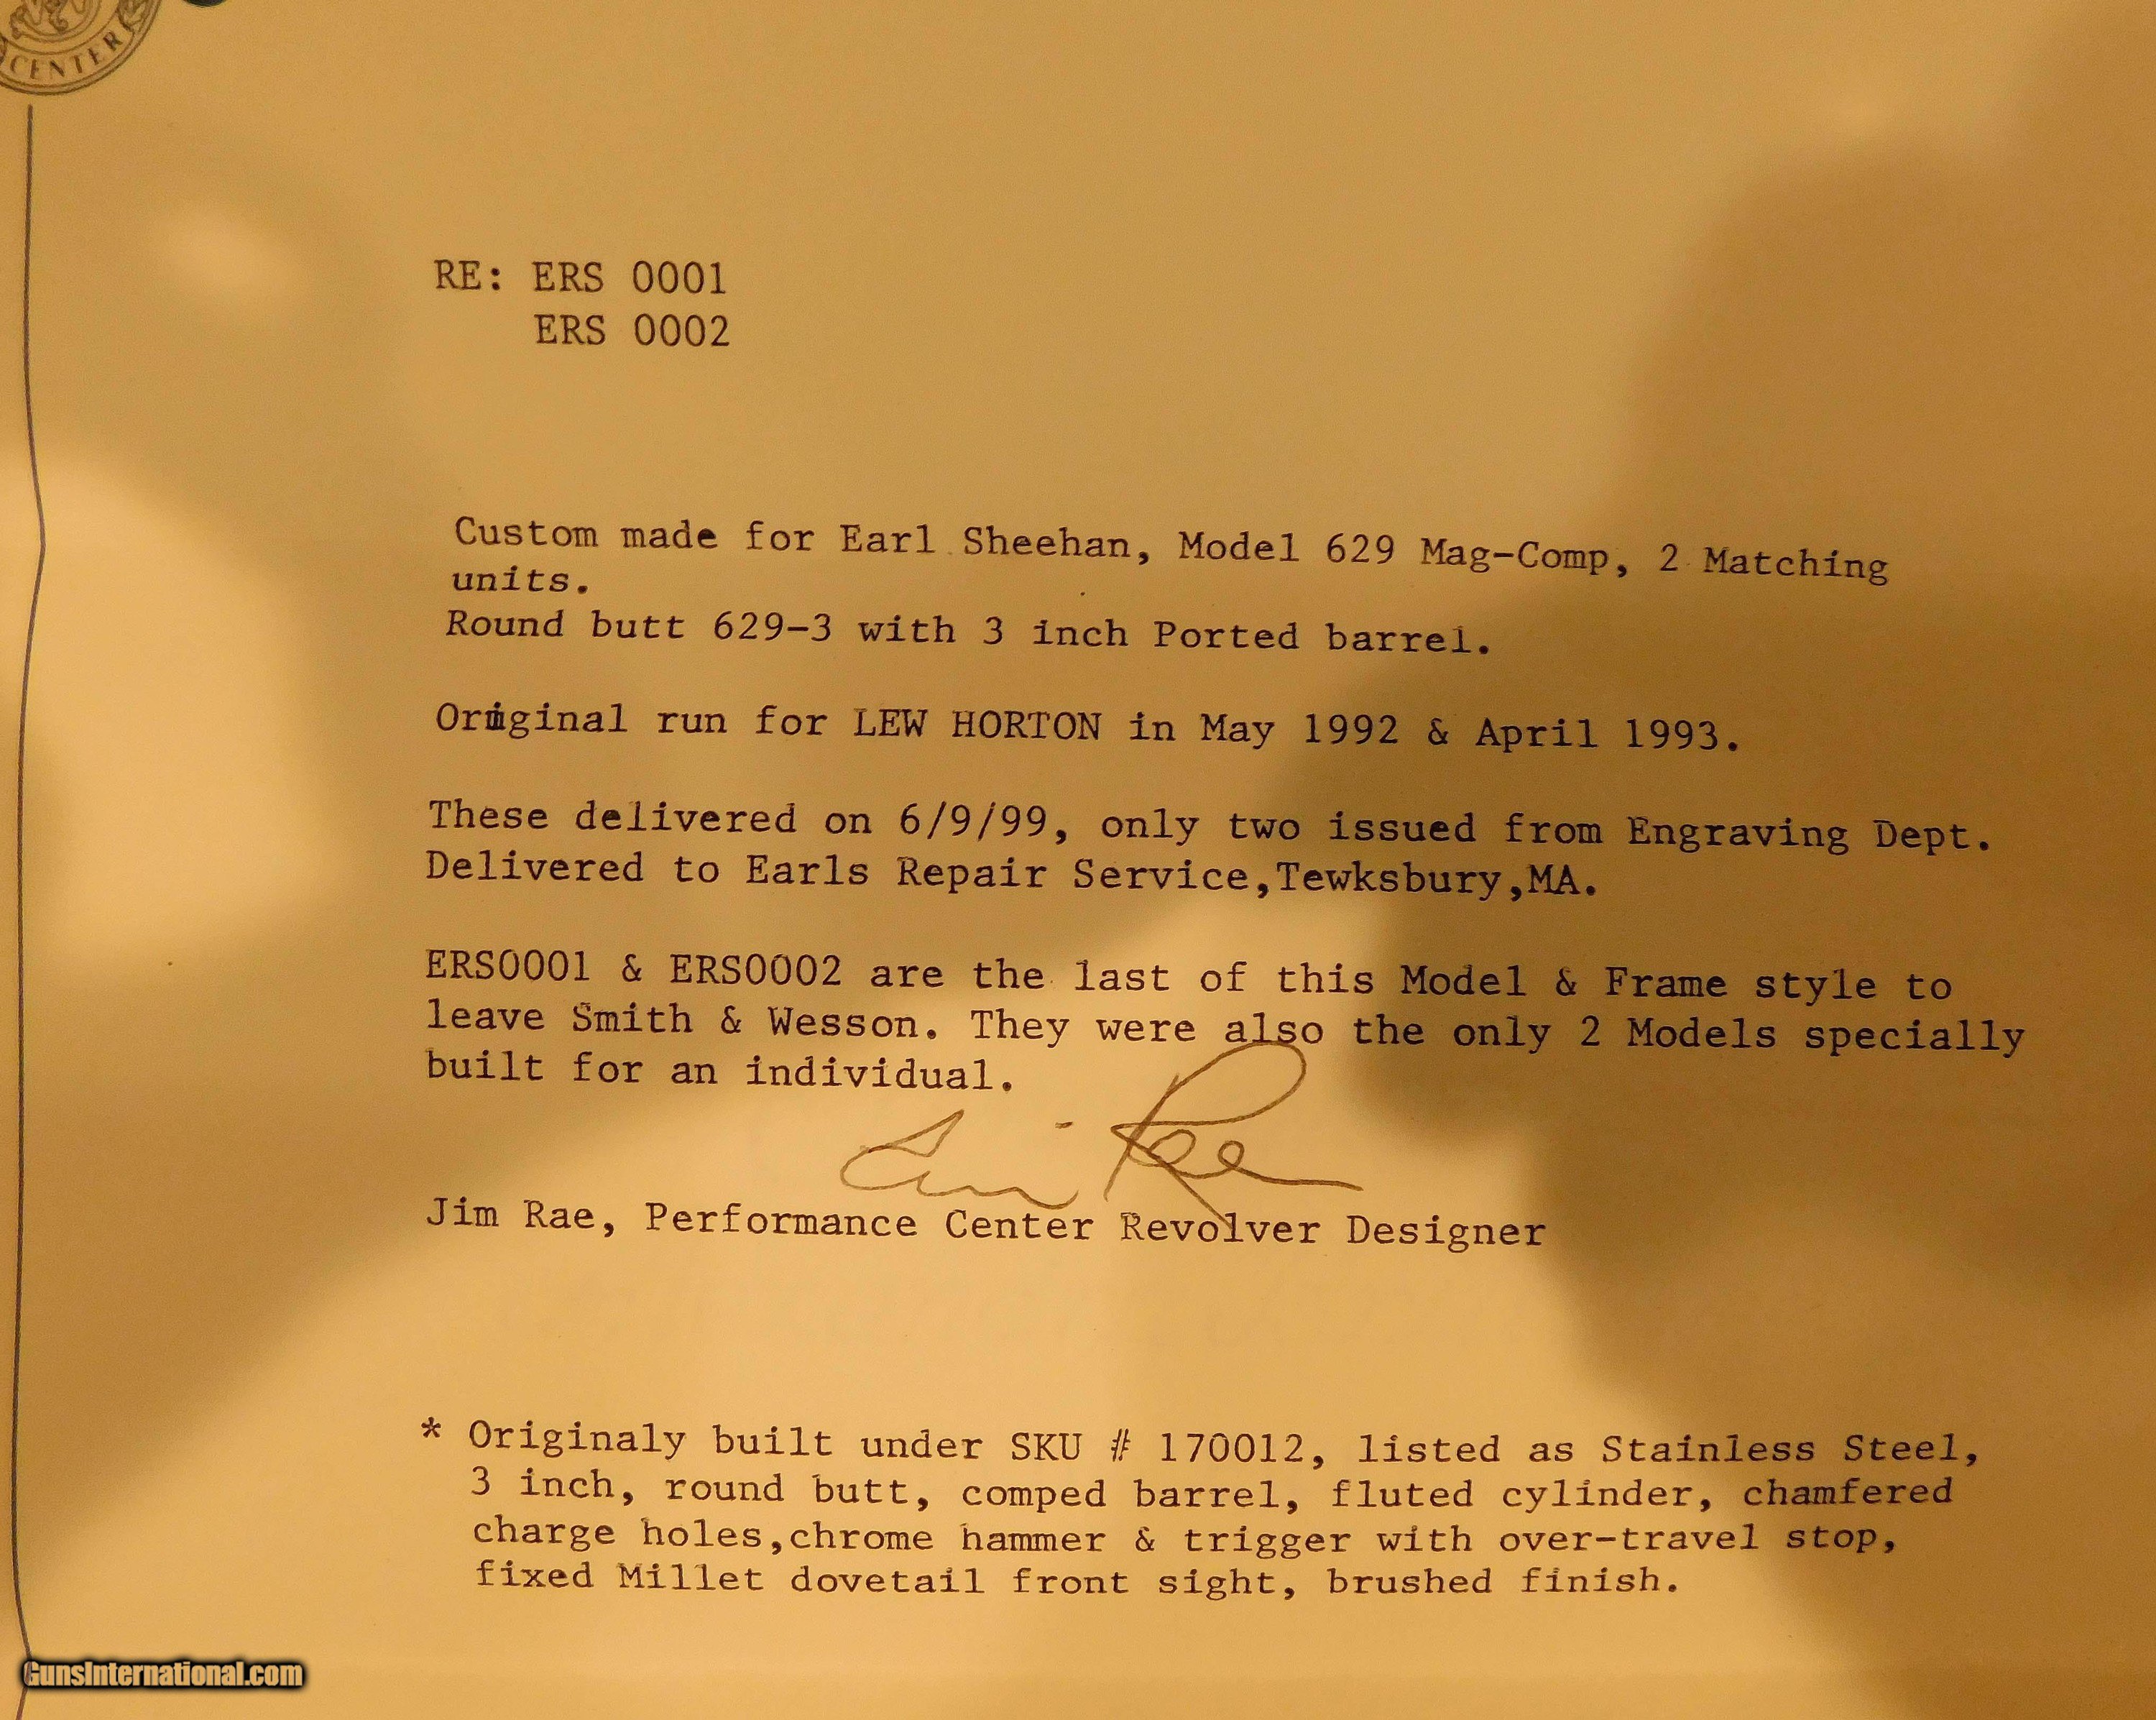 CENTER
RE: ERS 0001
ERS 0002
Custom made for Earl Sheehan, Model 629 Mag-Comp, 2 Matching
units.
Round butt 629-3 with 3 inch Ported barrel.
Original run for LEW HORTON in May 1992 & April 1993.
These delivered on 6/9/99, only two issued from Engraving Dept.
Delivered to Earls Repair Service,Tewksbury,MA.
ERS0001 & ERS0002 are the last of this Model & Frame style to
leave Smith & Wesson. They were also the only 2 Models specially
built for an individual.
Jim Rae
Jim Rae, Performance Center Revolver Designer
* Originaly built under SKU # 170012, listed as Stainless Steel,
3 inch, round butt, comped barrel, fluted cylinder, chamfered
charge holes,chrome hammer & trigger with over-travel stop,
fixed Millet dovetail front sight, brushed finish.
GunsInternational.com